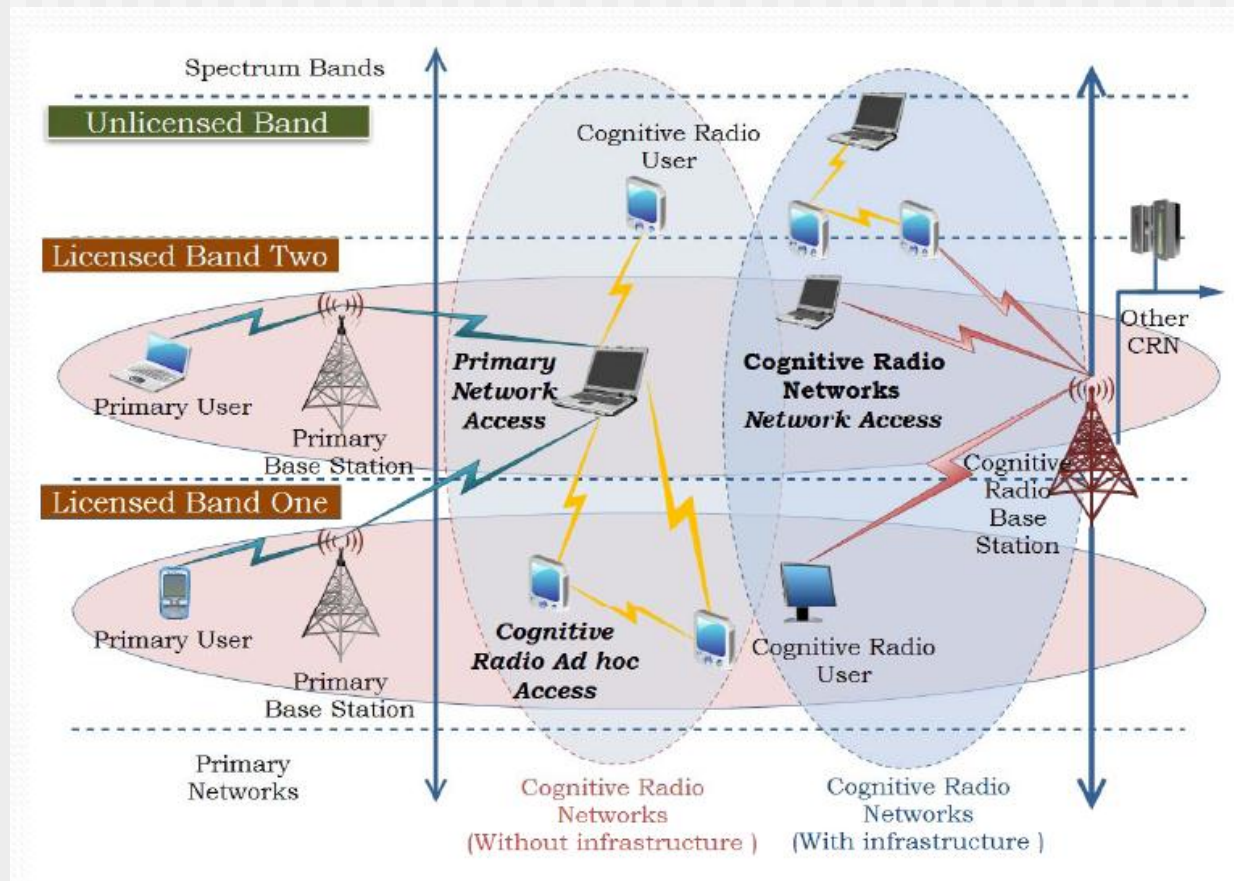 Spectrum Bands
Unlicensed Band
Cognitive Radio
User
Licensed Band Two
Other
CRN
Primary
Network
Access
Cognitive Radio
Networks
Network Access
Primary User
Primary
Base Station
Cognitive
Radio
Base
Station
Licensed Band One
Primary User
Cognitive
Radio Ad hoc
Access
Cognitive Radio
User
Primary
Base Station
Primary
Networks
Cognitive Radio
Networks
(Without infrastructure )
Cognitive Radio
Networks
(With infrastructure )